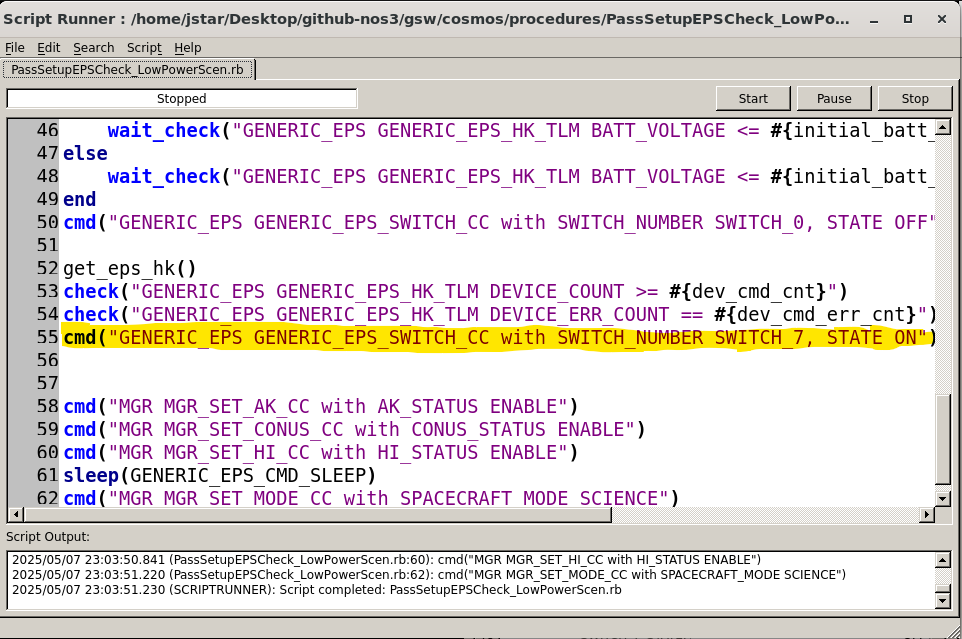 Script Runner : /home/jstar/Desktop/github-nos3/gsw/cosmos/procedures/PassSetupEPSCheck_LowPo...
File Edit Search Script Help
PassSetupEPSCheck_LowPowerScen.rb
Stopped Start Pause Stop
46 wait_check("GENERIC_EPS GENERIC_EPS_HK_TLM BATT_VOLTAGE <= #{initial_batt_
47 else
48 wait_check("GENERIC_EPS GENERIC_EPS_HK_TLM BATT_VOLTAGE <= #{initial_batt_
49 end
50 cmd("GENERIC_EPS GENERIC_EPS_SWITCH_CC with SWITCH_NUMBER SWITCH_0, STATE OFF"
51
52 get_eps_hk()
53 check("GENERIC_EPS GENERIC_EPS_HK_TLM DEVICE_COUNT >= #{dev_cmd_cnt}")
54 check("GENERIC_EPS GENERIC_EPS_HK_TLM DEVICE_ERR_COUNT == #{dev_cmd_err_cnt}")
55 cmd("GENERIC_EPS GENERIC_EPS_SWITCH_CC with SWITCH_NUMBER SWITCH_7, STATE ON")
56
57
58 cmd("MGR MGR_SET_AK_CC with AK_STATUS ENABLE")
59 cmd("MGR MGR_SET_CONUS_CC with CONUS_STATUS ENABLE")
60 cmd("MGR MGR_SET_HI_CC with HI_STATUS ENABLE")
61 sleep(GENERIC_EPS_CMD_SLEEP)
62 cmd("MGR MGR_SET_MODE_CC with SPACECRAFT_MODE SCIENCE")
Script Output:
2025/05/07 23:03:50.841 (PassSetupEPSCheck_LowPowerScen.rb:60): cmd("MGR MGR_SET_HI_CC with HI_STATUS ENABLE")
2025/05/07 23:03:51.220 (PassSetupEPSCheck_LowPowerScen.rb:62): cmd("MGR MGR_SET_MODE_CC with SPACECRAFT_MODE SCIENCE")
2025/05/07 23:03:51.230 (SCRIPTRUNNER): Script completed: PassSetupEPSCheck_LowPowerScen.rb